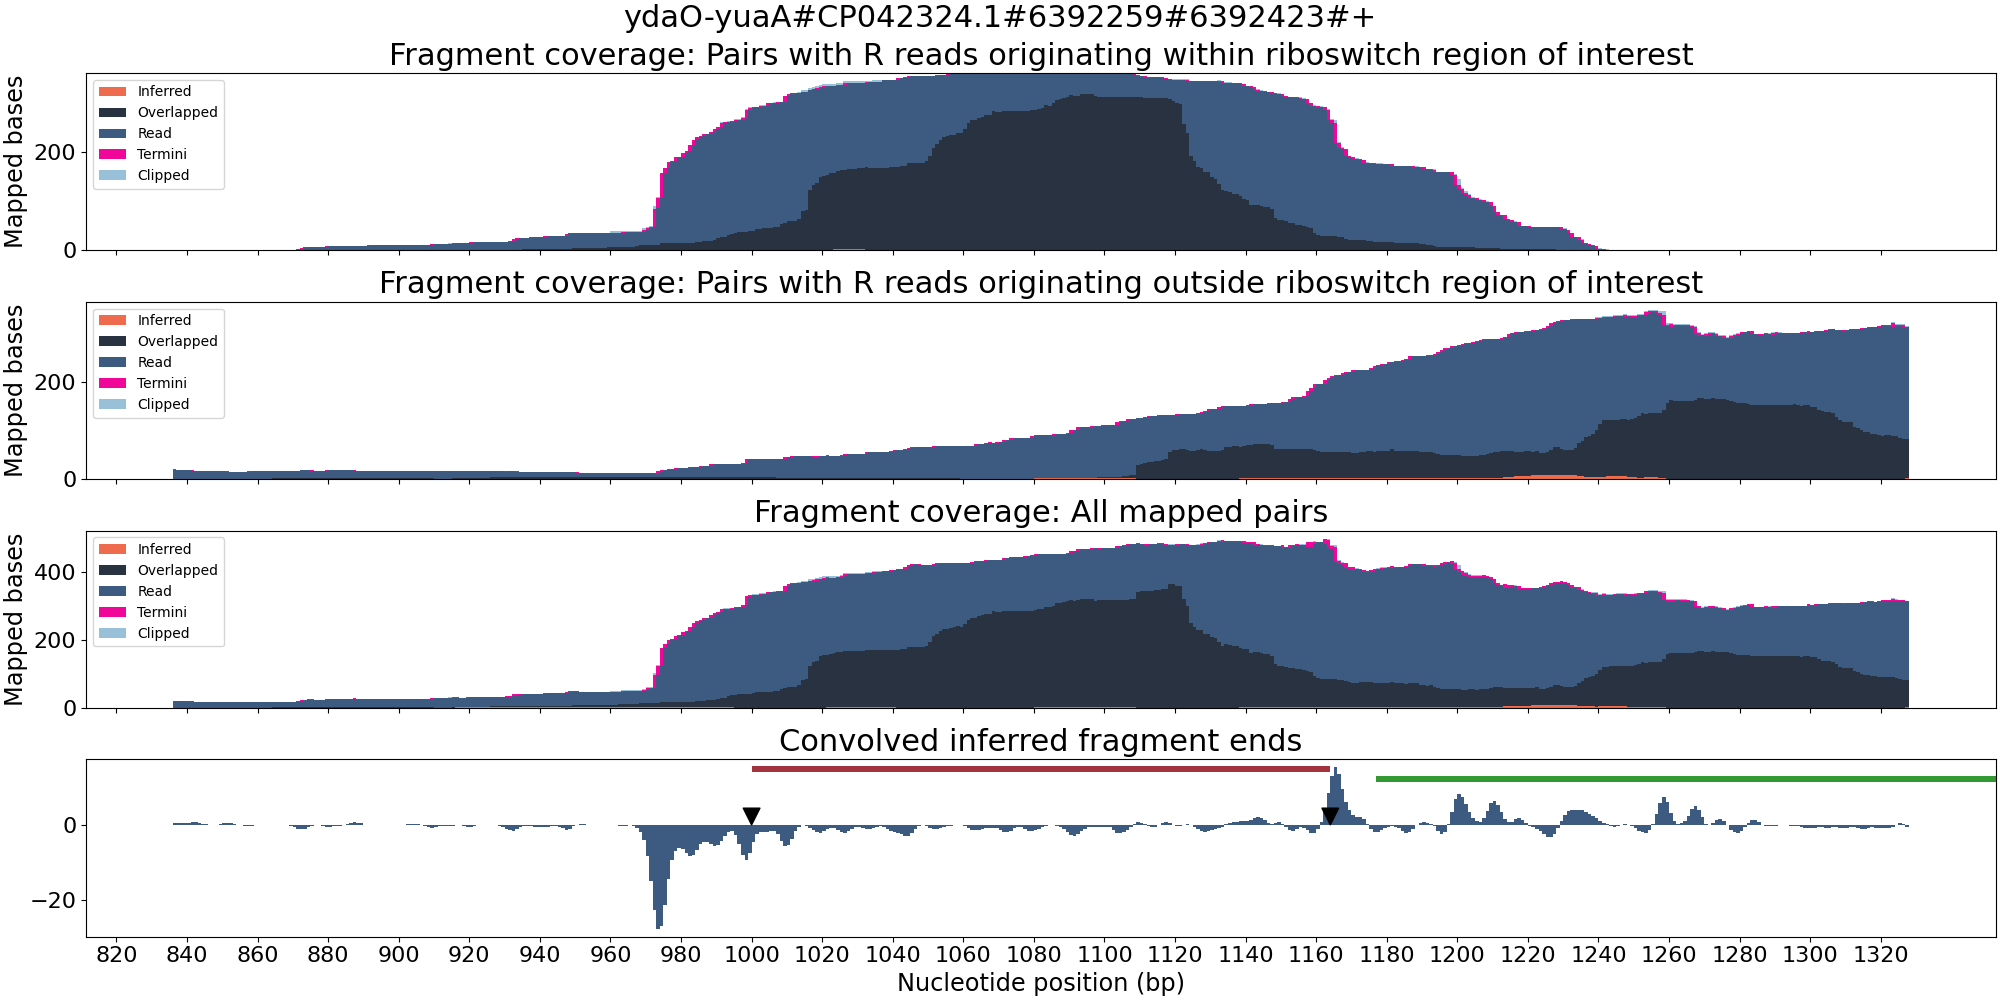 ydaO-yuaA#CP042324.1#6392259#6392423#+
Fragment coverage: Pairs with R reads originating within riboswitch region of interest
Mapped bases
200
0
Inferred
Overlapped
Read
Termini
Clipped
Fragment coverage: Pairs with R reads originating outside riboswitch region of interest
Mapped bases
200
0
Inferred
Overlapped
Read
Termini
Clipped
Fragment coverage: All mapped pairs
Mapped bases
400
200
0
Inferred
Overlapped
Read
Termini
Clipped
Convolved inferred fragment ends
0
−20
820 840 860 880 900 920 940 960 980 1000 1020 1040 1060 1080 1100 1120 1140 1160 1180 1200 1220 1240 1260 1280 1300 1320
Nucleotide position (bp)